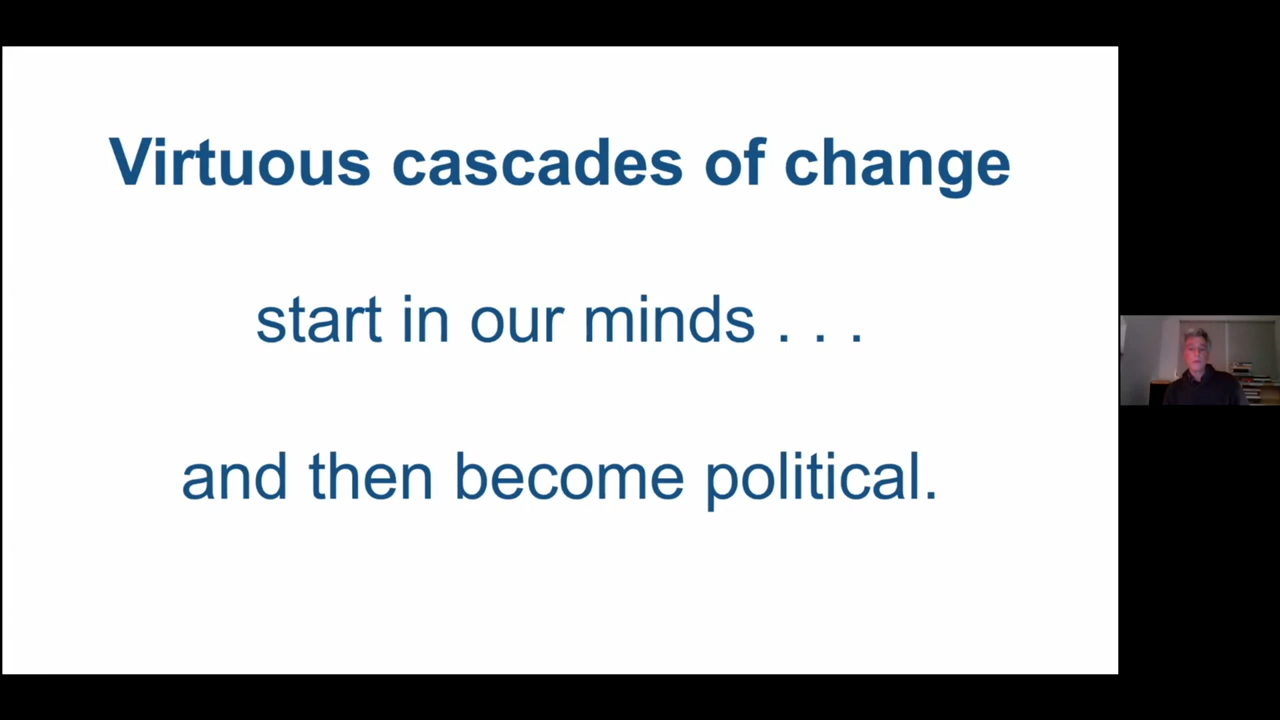 Virtuous cascades of change
start in our minds . . .
and then become political.